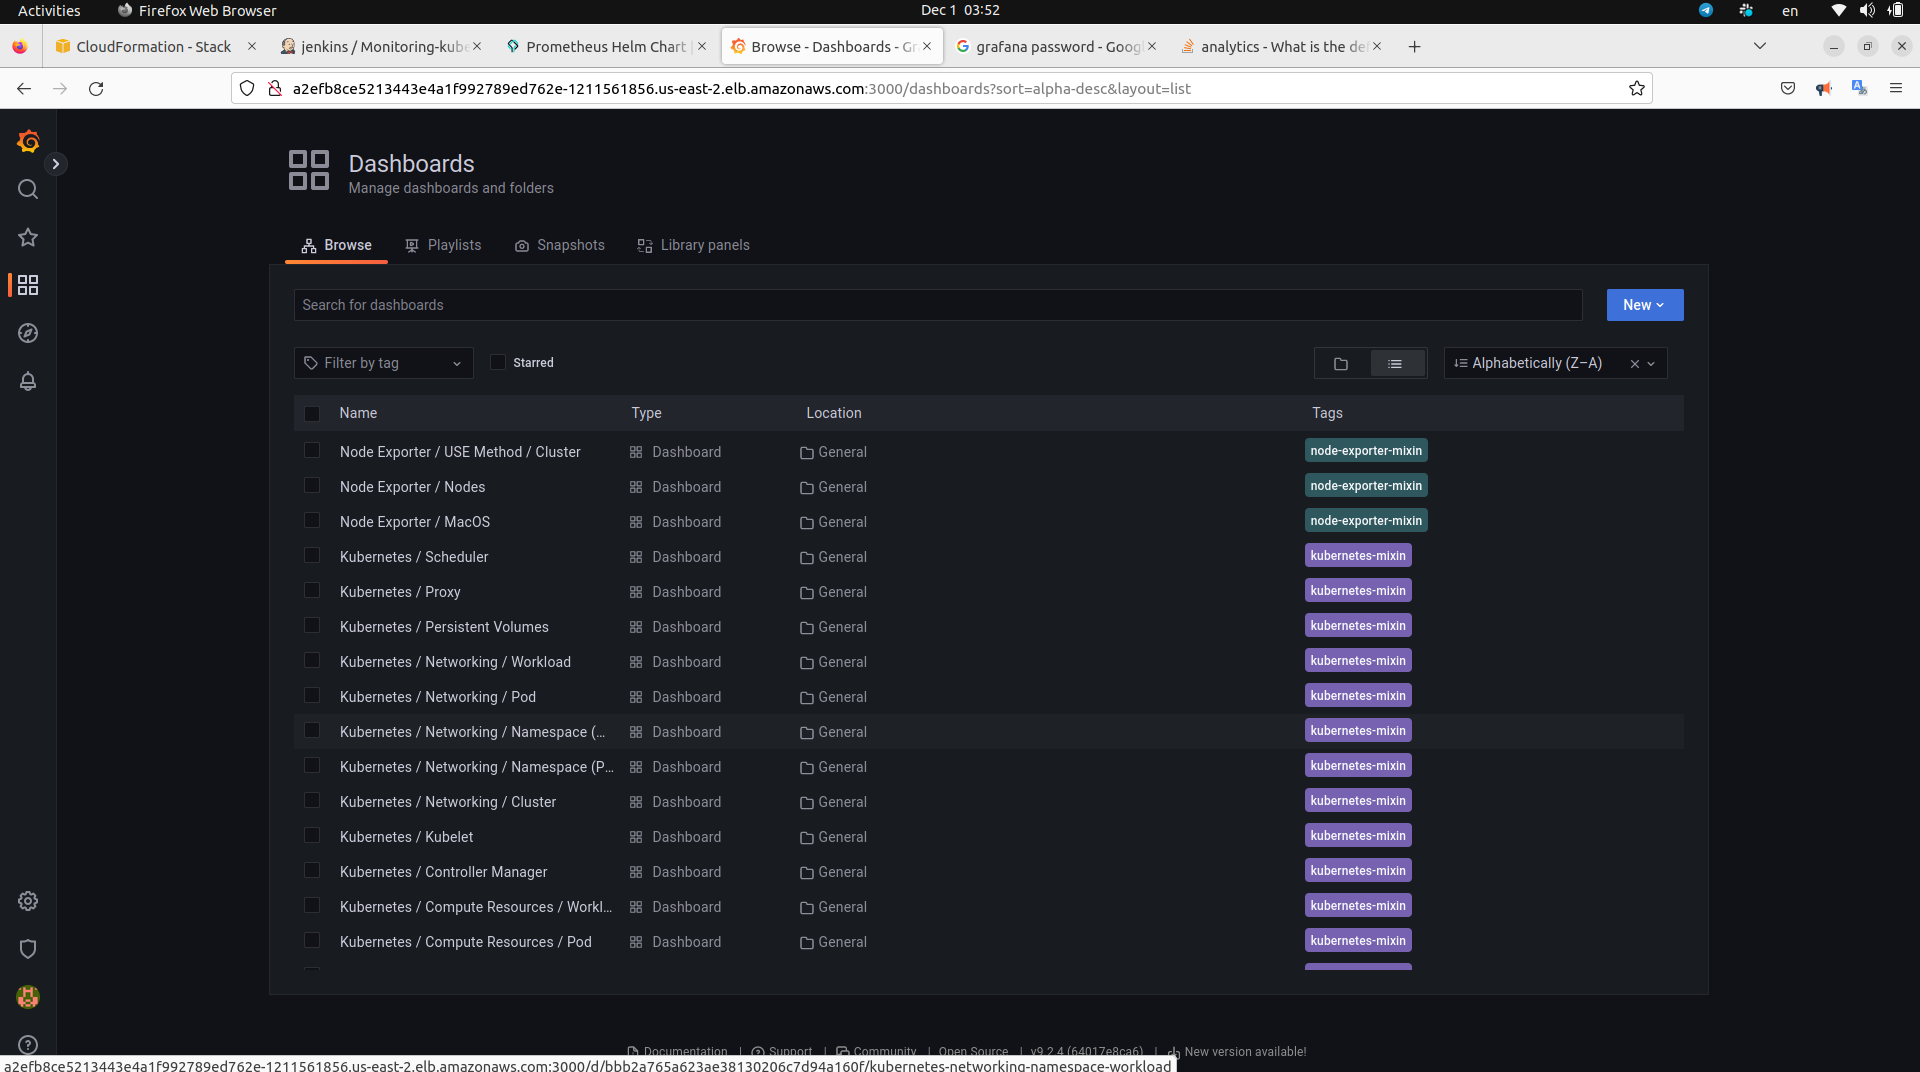 Activities Firefox Web Browser Dec 1 03:52 en
CloudFormation - Stack jenkins / Monitoring-kube Prometheus Helm Chart Browse - Dashboards - Gr grafana password - Googl analytics - What is the def
a2efb8ce5213443e4a1f992789ed762e-1211561856.us-east-2.elb.amazonaws.com:3000/dashboards?sort=alpha-desc&layout=list
Dashboards
Manage dashboards and folders
Browse Playlists Snapshots Library panels
Search for dashboards New
Filter by tag Starred Alphabetically (Z–A)
Name Type Location Tags
Node Exporter / USE Method / Cluster Dashboard General node-exporter-mixin
Node Exporter / Nodes Dashboard General node-exporter-mixin
Node Exporter / MacOS Dashboard General node-exporter-mixin
Kubernetes / Scheduler Dashboard General kubernetes-mixin
Kubernetes / Proxy Dashboard General kubernetes-mixin
Kubernetes / Persistent Volumes Dashboard General kubernetes-mixin
Kubernetes / Networking / Workload Dashboard General kubernetes-mixin
Kubernetes / Networking / Pod Dashboard General kubernetes-mixin
Kubernetes / Networking / Namespace (... Dashboard General kubernetes-mixin
Kubernetes / Networking / Namespace (P... Dashboard General kubernetes-mixin
Kubernetes / Networking / Cluster Dashboard General kubernetes-mixin
Kubernetes / Kubelet Dashboard General kubernetes-mixin
Kubernetes / Controller Manager Dashboard General kubernetes-mixin
Kubernetes / Compute Resources / Workl... Dashboard General kubernetes-mixin
Kubernetes / Compute Resources / Pod Dashboard General kubernetes-mixin
Documentation | Support | Community | Open Source | v9.2.4 (64017e8ca6) | New version available!
a2efb8ce5213443e4a1f992789ed762e-1211561856.us-east-2.elb.amazonaws.com:3000/d/bbb2a765a623ae38130206c7d94a160f/kubernetes-networking-namespace-workload